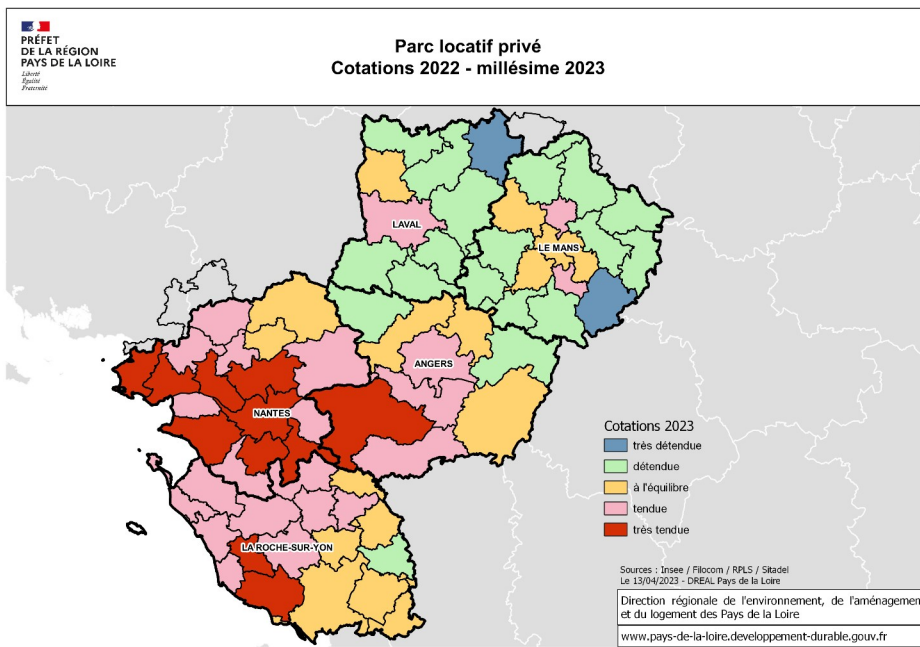 PRÉFET
DE LA RÉGION
PAYS DE LA LOIRE
Liberté
Égalité
Fraternité
Parc locatif privé
Cotations 2022 - millésime 2023
LAVAL
LE MANS
ANGERS
NANTES
LA ROCHE-SUR-YON
Cotations 2023
très détendue
détendue
à l'équilibre
tendue
très tendue
Sources : Insee / Filocom / RPLS / Sitadel
Le 13/04/2023 - DREAL Pays de la Loire
Direction régionale de l'environnement, de l'aménagemen
et du logement des Pays de la Loire
www.pays-de-la-loire.developpement-durable.gouv.fr